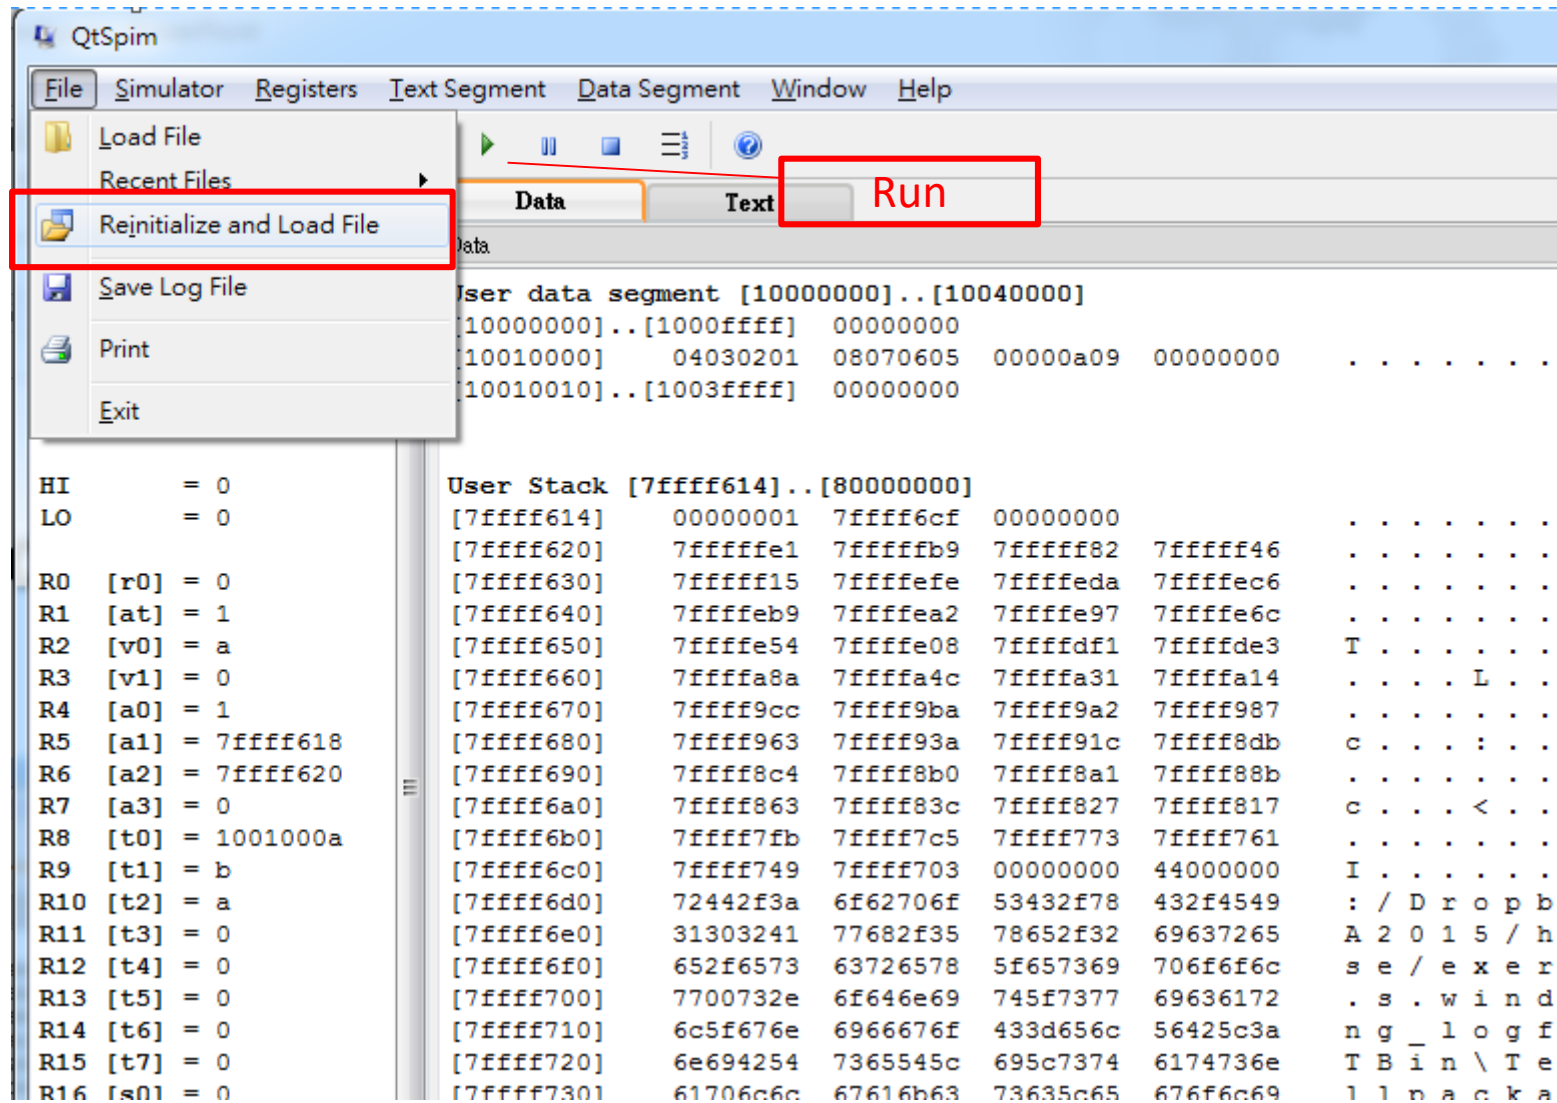 QtSpim
File Simulator Registers Text Segment Data Segment Window Help
Load File
Recent Files
Reinitialize and Load File
Save Log File
Print
Exit
Run
Data Text
Data
User data segment [10000000]..[10040000]
[10000000]..[1000ffff] 00000000
[10010000] 04030201 08070605 00000a09 00000000 . . . . . . .
[10010010]..[1003ffff] 00000000
HI = 0
LO = 0
R0 [r0] = 0
R1 [at] = 1
R2 [v0] = a
R3 [v1] = 0
R4 [a0] = 1
R5 [a1] = 7ffff618
R6 [a2] = 7ffff620
R7 [a3] = 0
R8 [t0] = 1001000a
R9 [t1] = b
R10 [t2] = a
R11 [t3] = 0
R12 [t4] = 0
R13 [t5] = 0
R14 [t6] = 0
R15 [t7] = 0
R16 [s0] = 0
User Stack [7ffff614]..[80000000]
[7ffff614] 00000001 7ffff6cf 00000000 . . . . . . .
[7ffff620] 7fffffe1 7fffffb9 7fffff82 7fffff46 . . . . . . .
[7ffff630] 7fffff15 7ffffefe 7ffffeda 7ffffec6 . . . . . . .
[7ffff640] 7ffffeb9 7ffffea2 7ffffe97 7ffffe6c . . . . . . .
[7ffff650] 7ffffe54 7ffffe08 7ffffdf1 7ffffde3 T . . . . . .
[7ffff660] 7ffffa8a 7ffffa4c 7ffffa31 7ffffa14 . . . . L . .
[7ffff670] 7ffff9cc 7ffff9ba 7ffff9a2 7ffff987 . . . . . . .
[7ffff680] 7ffff963 7ffff93a 7ffff91c 7ffff8db c . . . : . .
[7ffff690] 7ffff8c4 7ffff8b0 7ffff8a1 7ffff88b . . . . . . .
[7ffff6a0] 7ffff863 7ffff83c 7ffff827 7ffff817 c . . . < . .
[7ffff6b0] 7ffff7fb 7ffff7c5 7ffff773 7ffff761 . . . . . . .
[7ffff6c0] 7ffff749 7ffff703 00000000 44000000 I . . . . . .
[7ffff6d0] 72442f3a 6f62706f 53432f78 432f4549 : / D r o p b
[7ffff6e0] 31303241 77682f35 78652f32 69637265 A 2 0 1 5 / h
[7ffff6f0] 652f6573 63726578 5f657369 706f6f6c s e / e x e r
[7ffff700] 7700732e 6f646e69 745f7377 69636172 . s . w i n d
[7ffff710] 6c5f676e 6966676f 433d656c 56425c3a n g _ l o g f
[7ffff720] 6e694254 7365545c 695c7374 6174736e T B i n \ T e
[7ffff730] 61706c6c 67616b63 73635c65 676f6c69 l l p a c k a